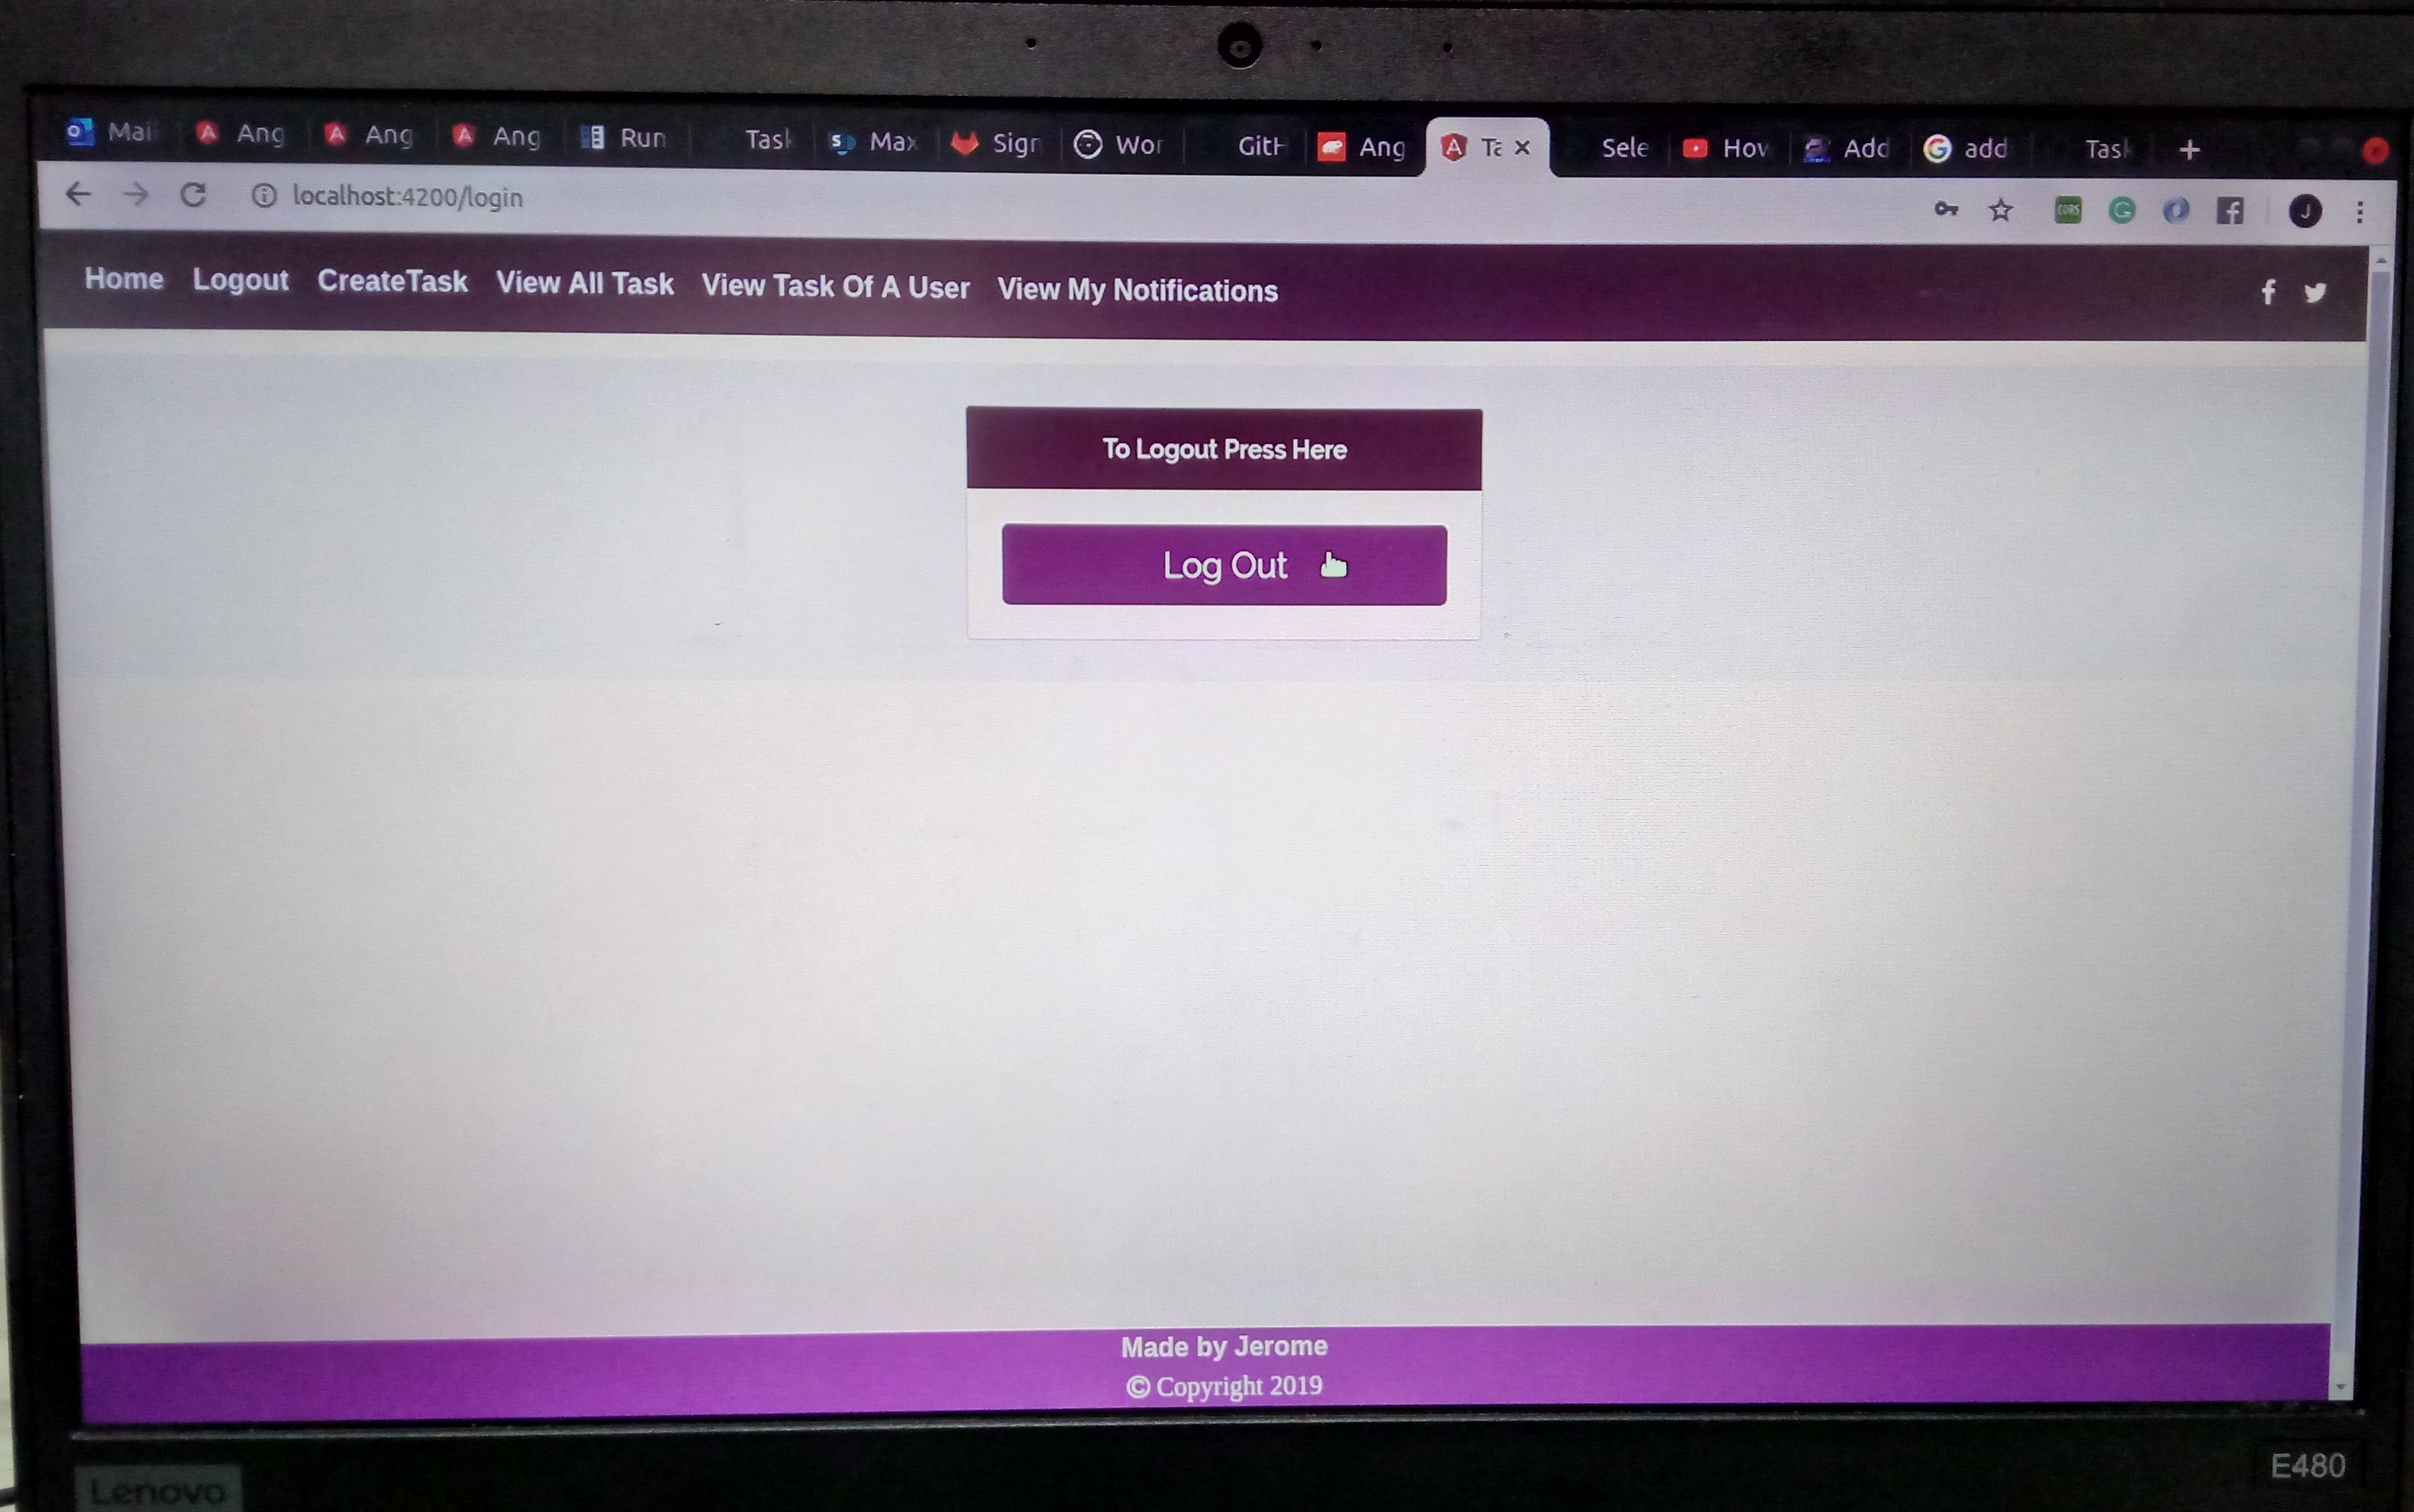 Mai Ang Ang Ang Run Task Max Sign Wor GitH Ang Ta Sele How Add add Task
localhost:4200/login CORS G J
Home Logout CreateTask View All Task View Task Of A User View My Notifications
To Logout Press Here
Log Out
Made by Jerome
© Copyright 2019
Lenovo E480